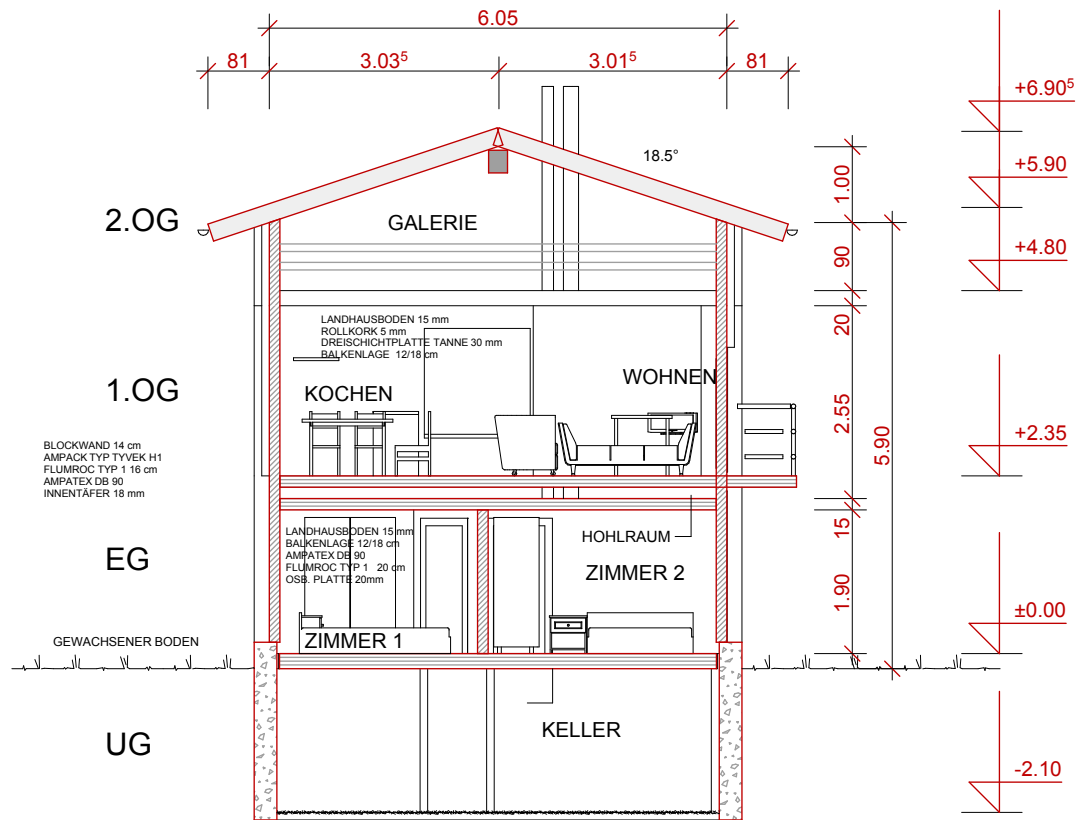 6.05
81
3.03⁵
3.01⁵
81
+6.90⁵
18.5°
1.00
+5.90
2.OG
GALERIE
90
+4.80
20
LANDHAUSBODEN 15 mm
ROLLKORK 5 mm
DREISCHICHTPLATTE TANNE 30 mm
BALKENLAGE 12/18 cm
1.OG
KOCHEN
WOHNEN
2.55
5.90
+2.35
BLOCKWAND 14 cm
AMPACK TYP TYVEK H1
FLUMROC TYP 1 16 cm
AMPATEX DB 90
INNENTÄFER 18 mm
15
LANDHAUSBODEN 15 mm
BALKENLAGE 12/18 cm
AMPATEX DB 90
FLUMROC TYP 1 20 cm
OSB. PLATTE 20mm
HOHLRAUM
EG
ZIMMER 2
1.90
±0.00
GEWACHSENER BODEN
ZIMMER 1
UG
KELLER
-2.10